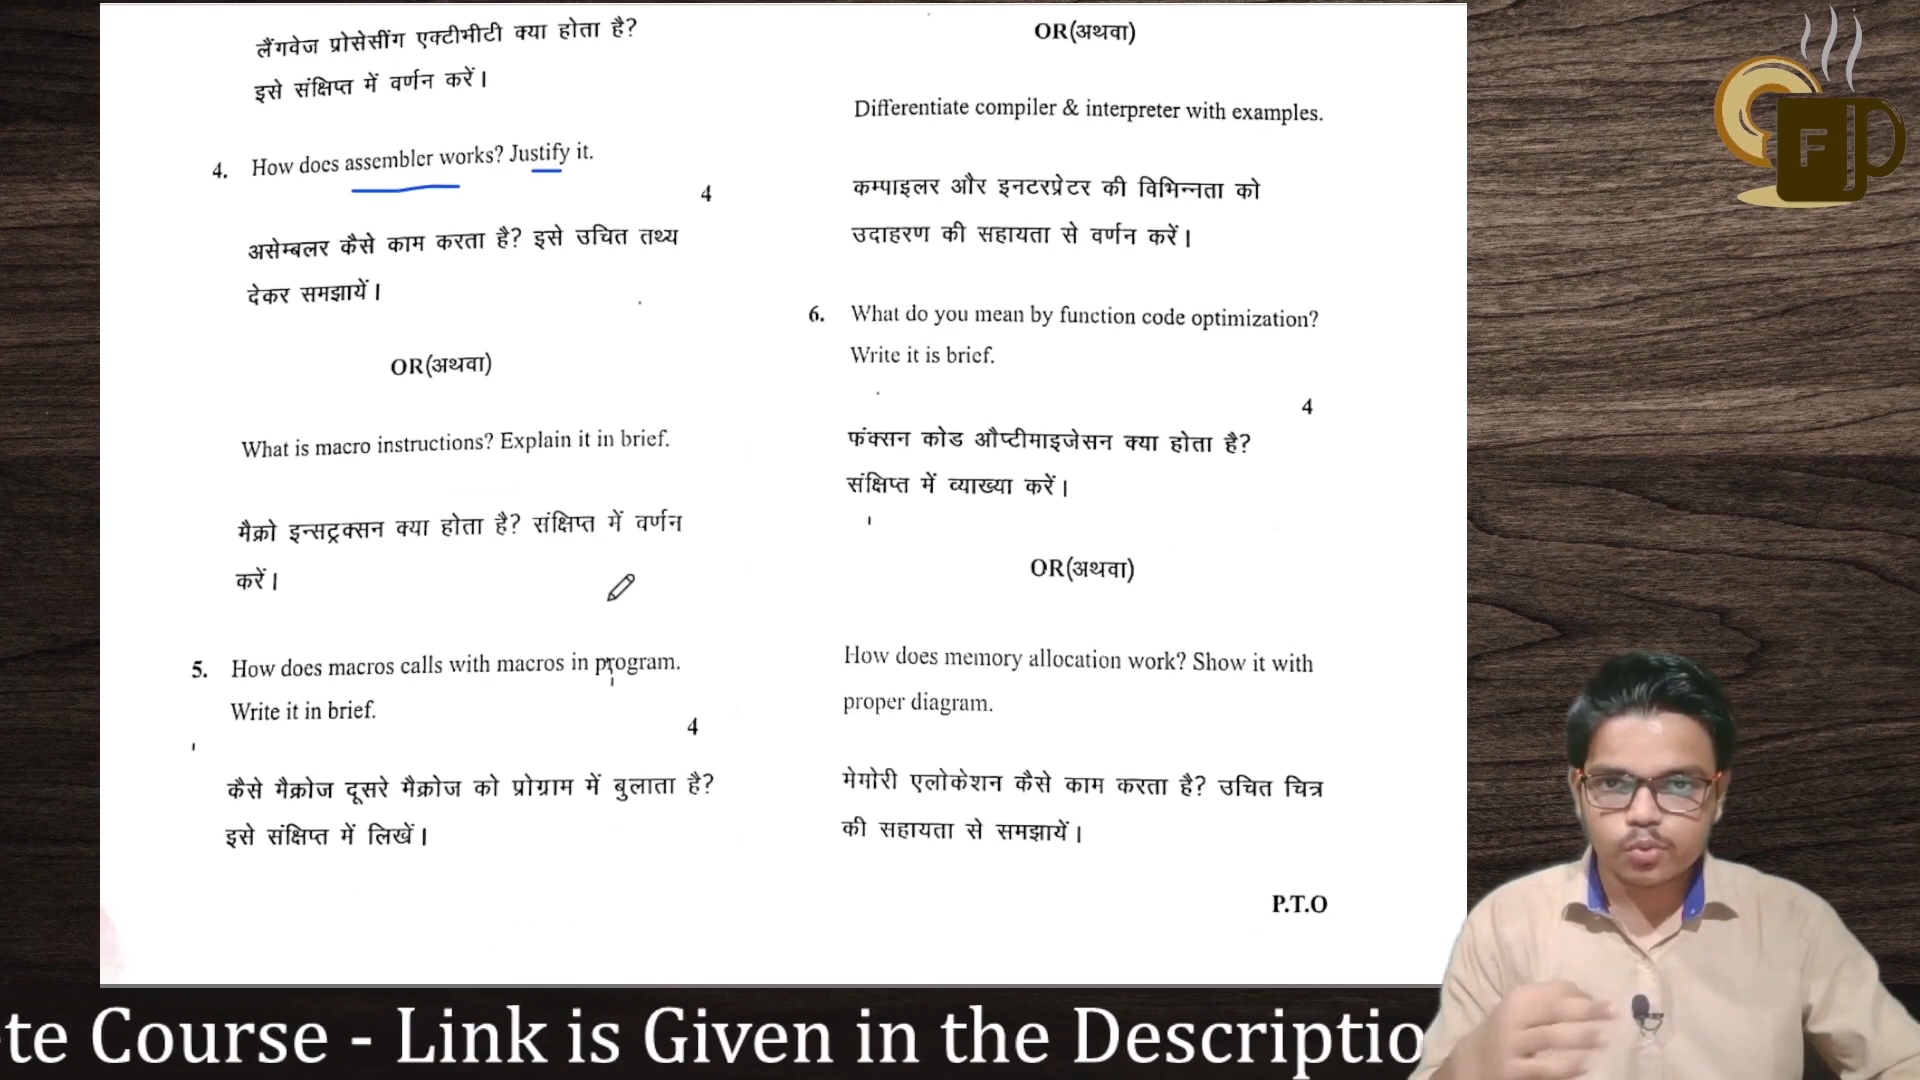 लैंगवेज प्रोसेसींग एक्टीभीटी क्या होता है?
इसे संक्षिप्त में वर्णन करें।
4. How does assembler works? Justify it.
4
असेम्बलर कैसे काम करता है? इसे उचित तथ्य
देकर समझायें।
OR(अथवा)
What is macro instructions? Explain it in brief.
मैक्रो इन्सट्रक्सन क्या होता है? संक्षिप्त में वर्णन
करें।
5. How does macros calls with macros in program.
Write it in brief.
4
कैसे मैक्रोज दूसरे मैक्रोज को प्रोग्राम में बुलाता है?
इसे संक्षिप्त में लिखें।
OR(अथवा)
Differentiate compiler & interpreter with examples.
कम्पाइलर और इनटरप्रेटर की विभिन्नता को
उदाहरण की सहायता से वर्णन करें।
6. What do you mean by function code optimization?
Write it is brief.
4
फंक्सन कोड औप्टीमाइजेसन क्या होता है?
संक्षिप्त में व्याख्या करें।
OR(अथवा)
How does memory allocation work? Show it with
proper diagram.
मेमोरी एलोकेशन कैसे काम करता है? उचित चित्र
की सहायता से समझायें।
P.T.O
F
te Course - Link is Given in the Descriptio